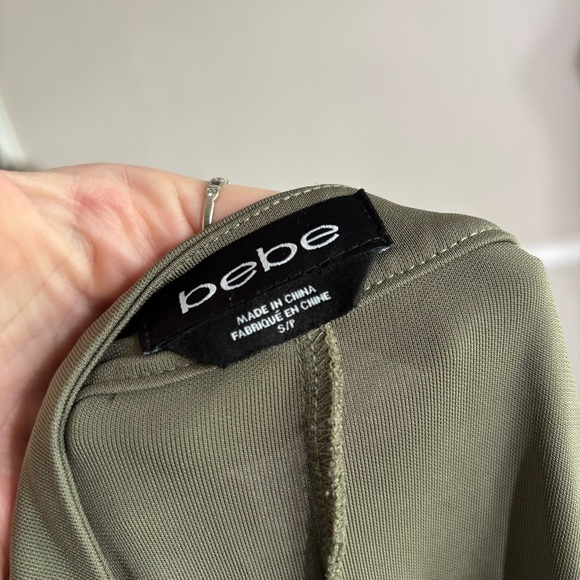 bebe
MADE IN CHINA
FABRIQUÉ EN CHINE
S/P